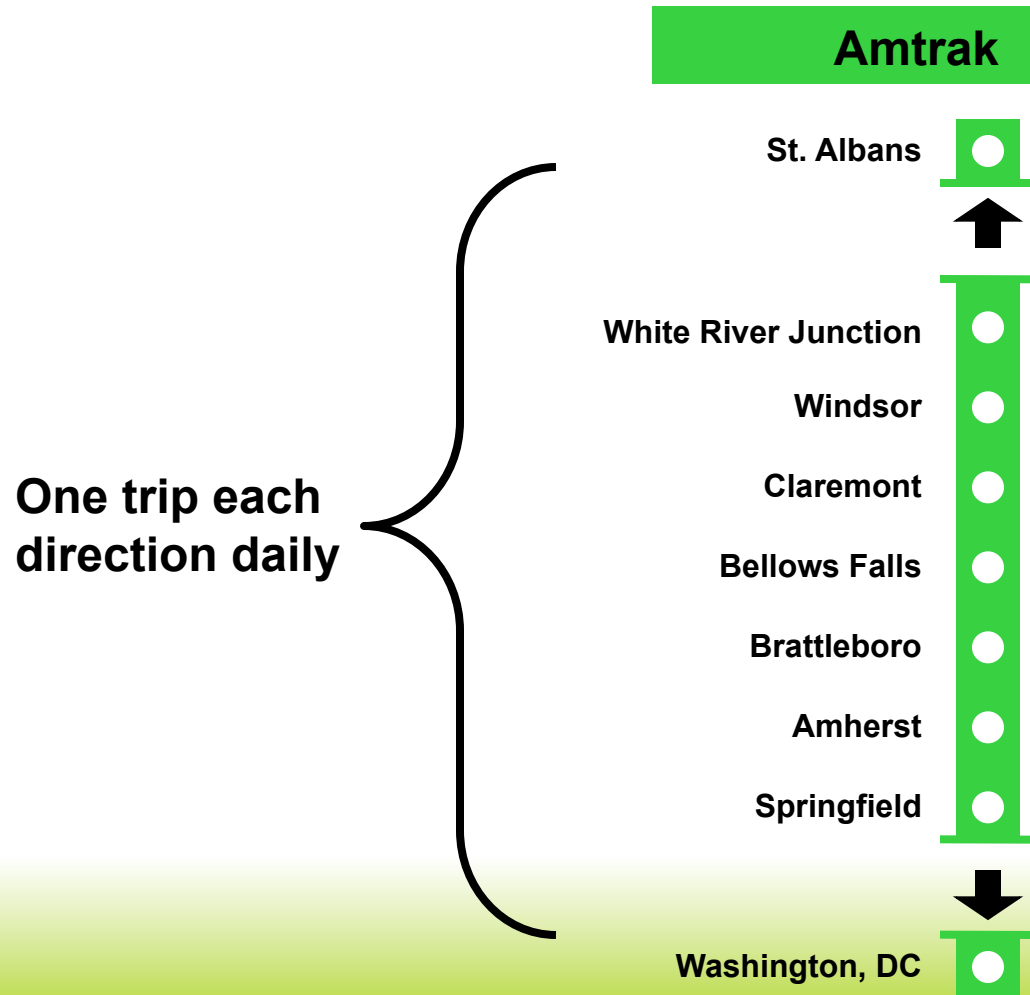 Amtrak
St. Albans
White River Junction
Windsor
Claremont
One trip each
direction daily
Bellows Falls
Brattleboro
Amherst
Springfield
Washington, DC